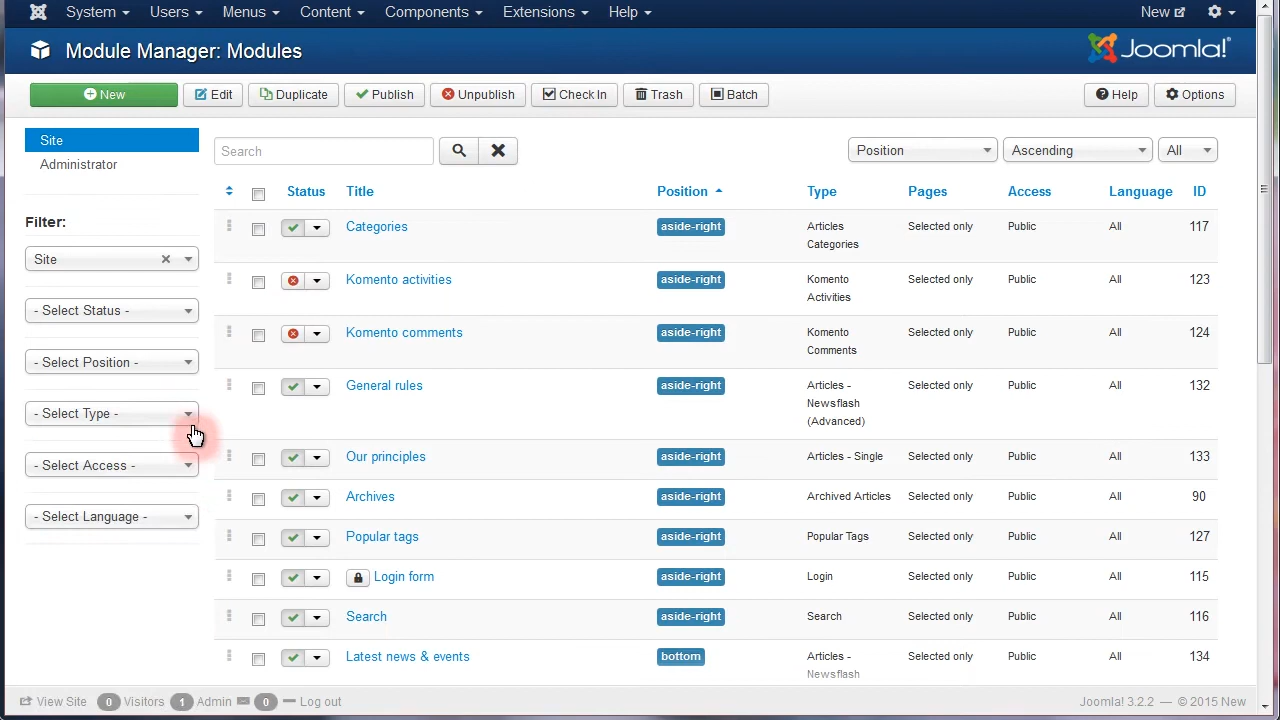 System Users Menus Content Components Extensions Help New
Module Manager: Modules Joomla!®
New Edit Duplicate Publish Unpublish Check In Trash Batch Help Options
Site
Administrator
Search Position Ascending All
Status Title Position Type Pages Access Language ID
Filter:
Site
- Select Status -
- Select Position -
- Select Type -
- Select Access -
- Select Language -
Categories aside-right Articles Categories Selected only Public All 117
Komento activities aside-right Komento Activities Selected only Public All 123
Komento comments aside-right Komento Comments Selected only Public All 124
General rules aside-right Articles - Newsflash (Advanced) Selected only Public All 132
Our principles aside-right Articles - Single Selected only Public All 133
Archives aside-right Archived Articles Selected only Public All 90
Popular tags aside-right Popular Tags Selected only Public All 127
Login form aside-right Login Selected only Public All 115
Search aside-right Search Selected only Public All 116
Latest news & events bottom Articles - Newsflash Selected only Public All 134
View Site 0 Visitors 1 Admin 0 Log out Joomla! 3.2.2 — © 2015 New